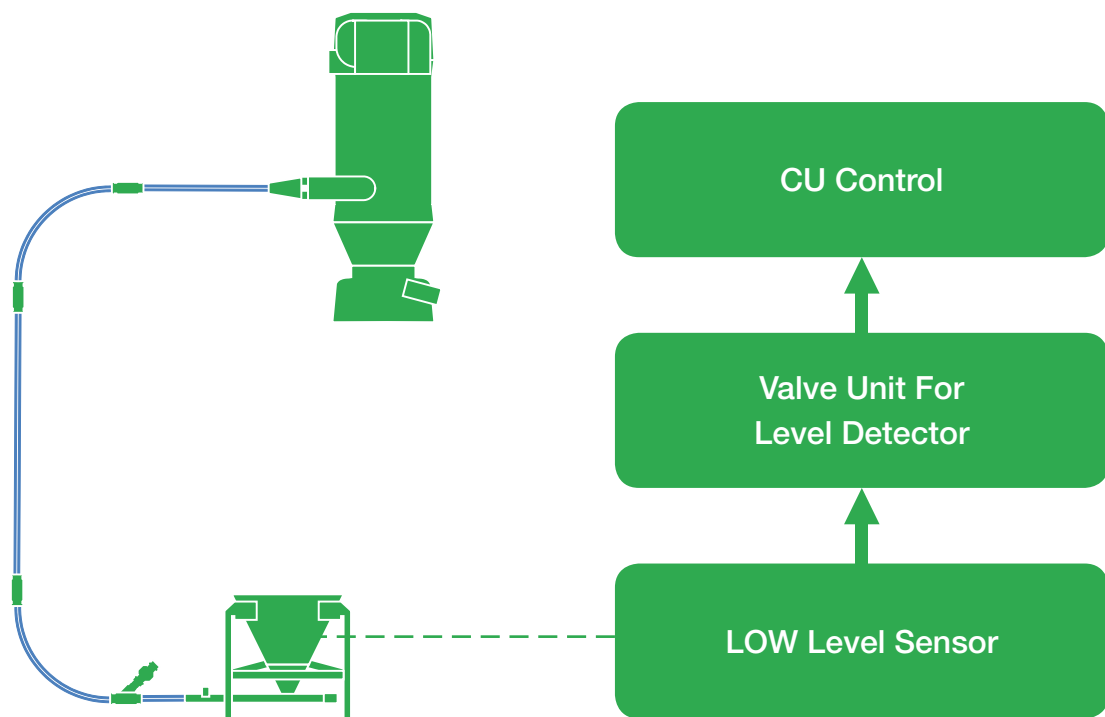 CU Control
Valve Unit For
Level Detector
LOW Level Sensor